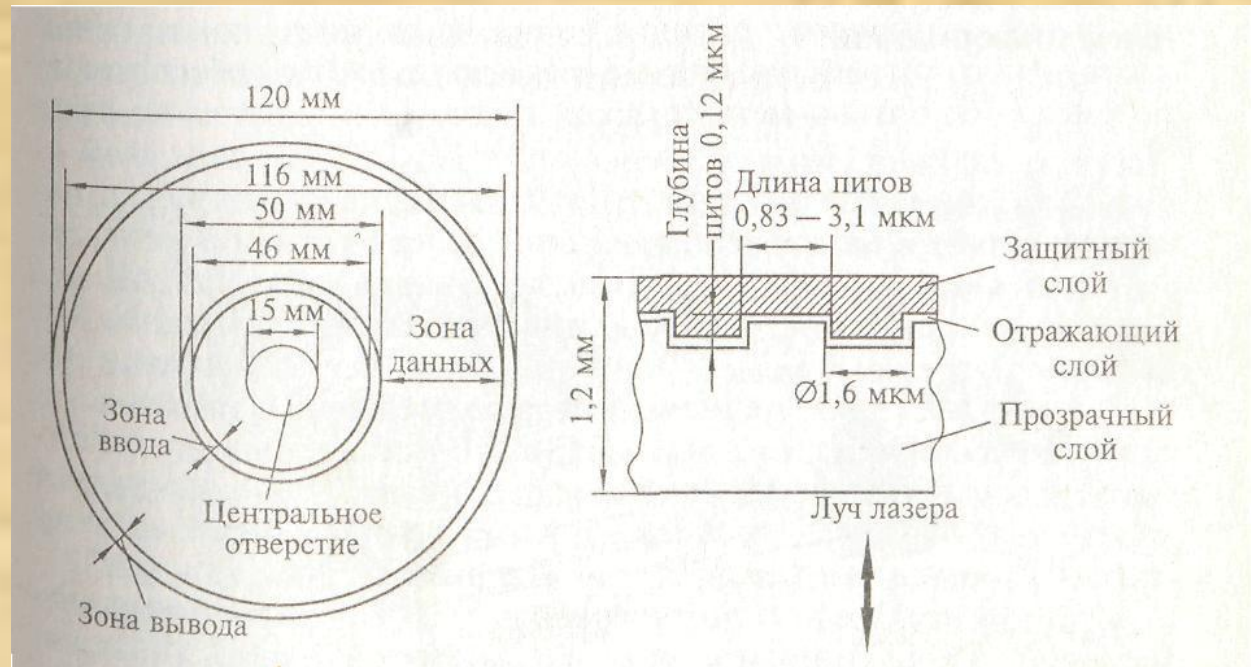 120 мм
116 мм
50 мм
46 мм
15 мм
Зона
данных
Зона
ввода
Центральное
отверстие
Зона вывода
Глубина
питов 0,12 мкм
Длина питов
0,83 – 3,1 мкм
1,2 мм
Ø1,6 мкм
Защитный
слой
Отражающий
слой
Прозрачный
слой
Луч лазера